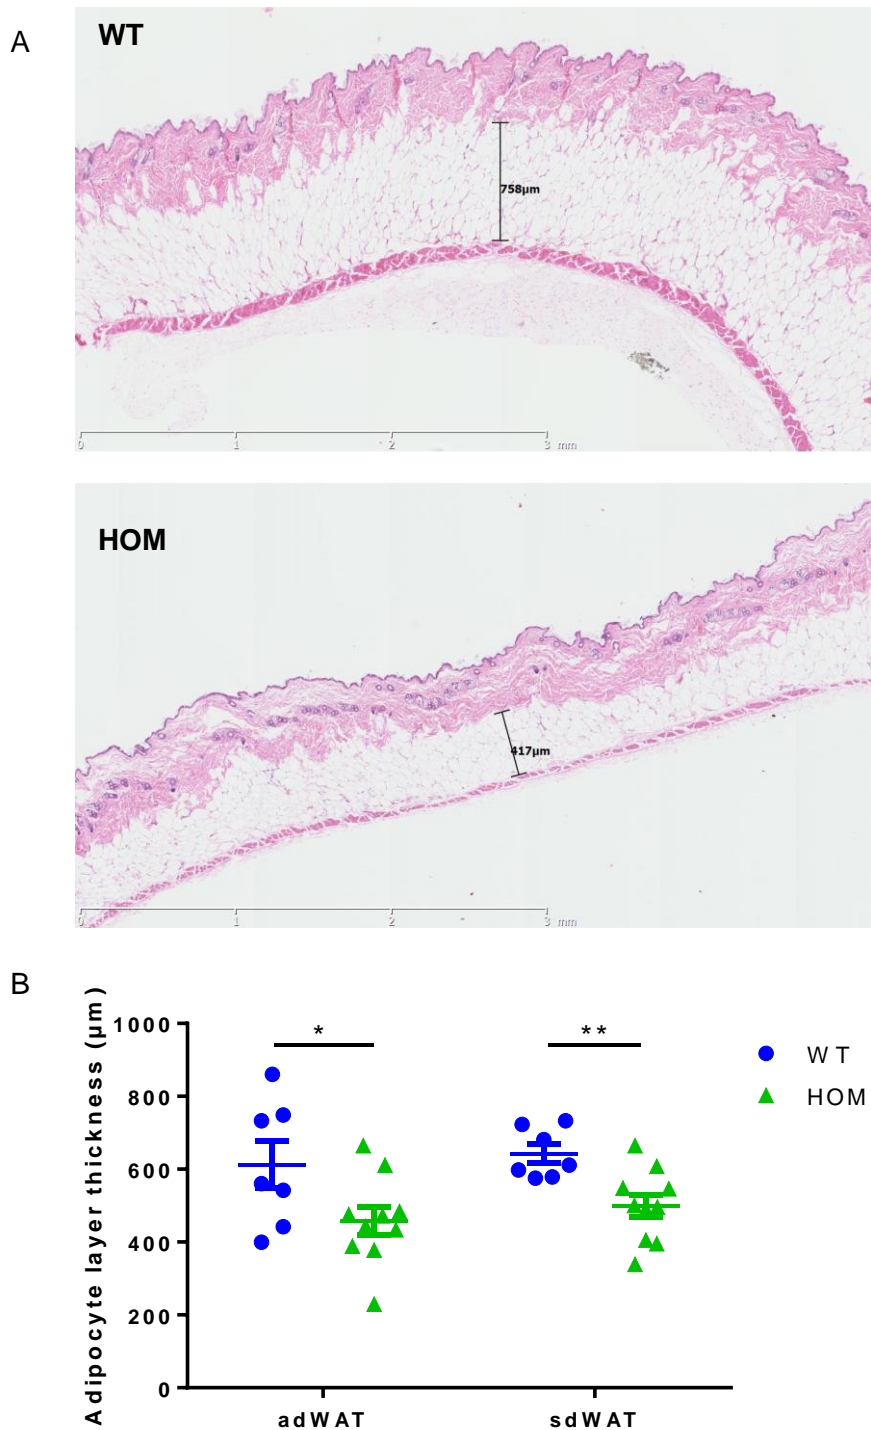 A
WT
758µm
0 1 2 3 mm
HOM
417µm
0 1 2 3 mm
B
Adipocyte layer thickness (µm)
1000
800
600
400
200
0
*
**
WT
HOM
adWAT
sdWAT